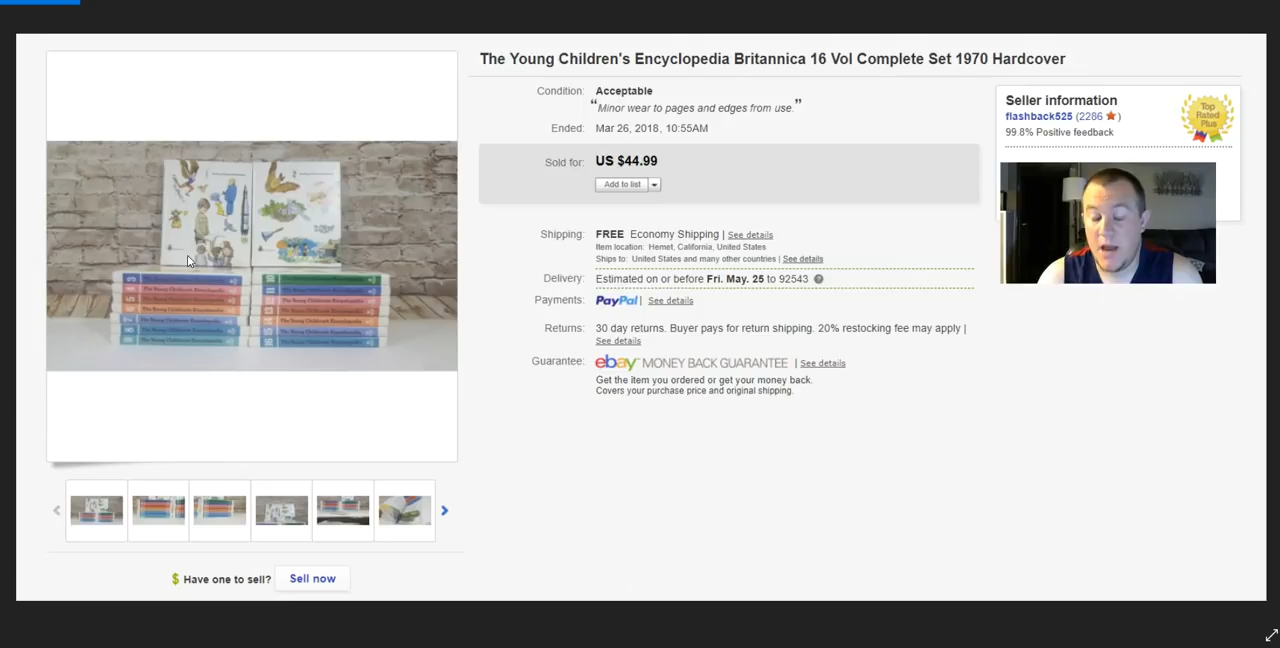 The Young Children's Encyclopedia Britannica 16 Vol Complete Set 1970 Hardcover
Condition: Acceptable
“Minor wear to pages and edges from use.”
Ended: Mar 26, 2018, 10:55AM
Sold for: US $44.99
Add to list
Shipping: FREE Economy Shipping | See details
Item location: Hemet, California, United States
Ships to: United States and many other countries | See details
Delivery: Estimated on or before Fri. May. 25 to 92543 ?
Payments: PayPal | See details
Returns: 30 day returns. Buyer pays for return shipping. 20% restocking fee may apply |
See details
Guarantee: ebay MONEY BACK GUARANTEE | See details
Get the item you ordered or get your money back.
Covers your purchase price and original shipping.
Seller information
flashback525 (2286 ★)
99.8% Positive feedback
Top
Rated
Plus
$ Have one to sell? Sell now